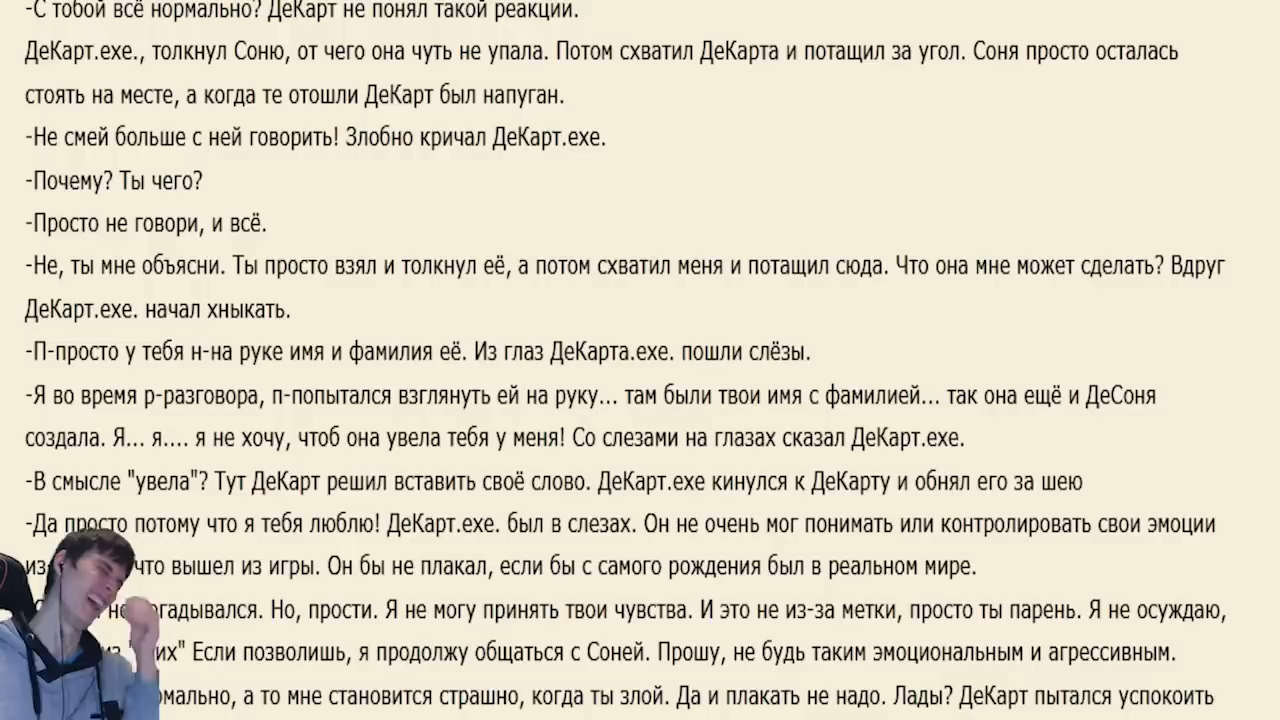 -С тобой всё нормально? ДеКарт не понял такой реакции.
ДеКарт.exe., толкнул Соню, от чего она чуть не упала. Потом схватил ДеКарта и потащил за угол. Соня просто осталась
стоять на месте, а когда те отошли ДеКарт был напуган.
-Не смей больше с ней говорить! Злобно кричал ДеКарт.exe.
-Почему? Ты чего?
-Просто не говори, и всё.
-Не, ты мне объясни. Ты просто взял и толкнул её, а потом схватил меня и потащил сюда. Что она мне может сделать? Вдруг
ДеКарт.exe. начал хныкать.
-П-просто у тебя н-на руке имя и фамилия её. Из глаз ДеКарта.exe. пошли слёзы.
-Я во время р-разговора, п-попытался взглянуть ей на руку... там были твои имя с фамилией... так она ещё и ДеСоня
создала. Я... я.... я не хочу, чтоб она увела тебя у меня! Со слезами на глазах сказал ДеКарт.exe.
-В смысле "увела"? Тут ДеКарт решил вставить своё слово. ДеКарт.exe кинулся к ДеКарту и обнял его за шею
-Да просто потому что я тебя люблю! ДеКарт.exe. был в слезах. Он не очень мог понимать или контролировать свои эмоции
что вышел из игры. Он бы не плакал, если бы с самого рождения был в реальном мире.
Но, прости. Я не могу принять твои чувства. И это не из-за метки, просто ты парень. Я не осуждаю,
Если позволишь, я продолжу общаться с Соней. Прошу, не будь таким эмоциональным и агрессивным.
а то мне становится страшно, когда ты злой. Да и плакать не надо. Лады? ДеКарт пытался успокоить